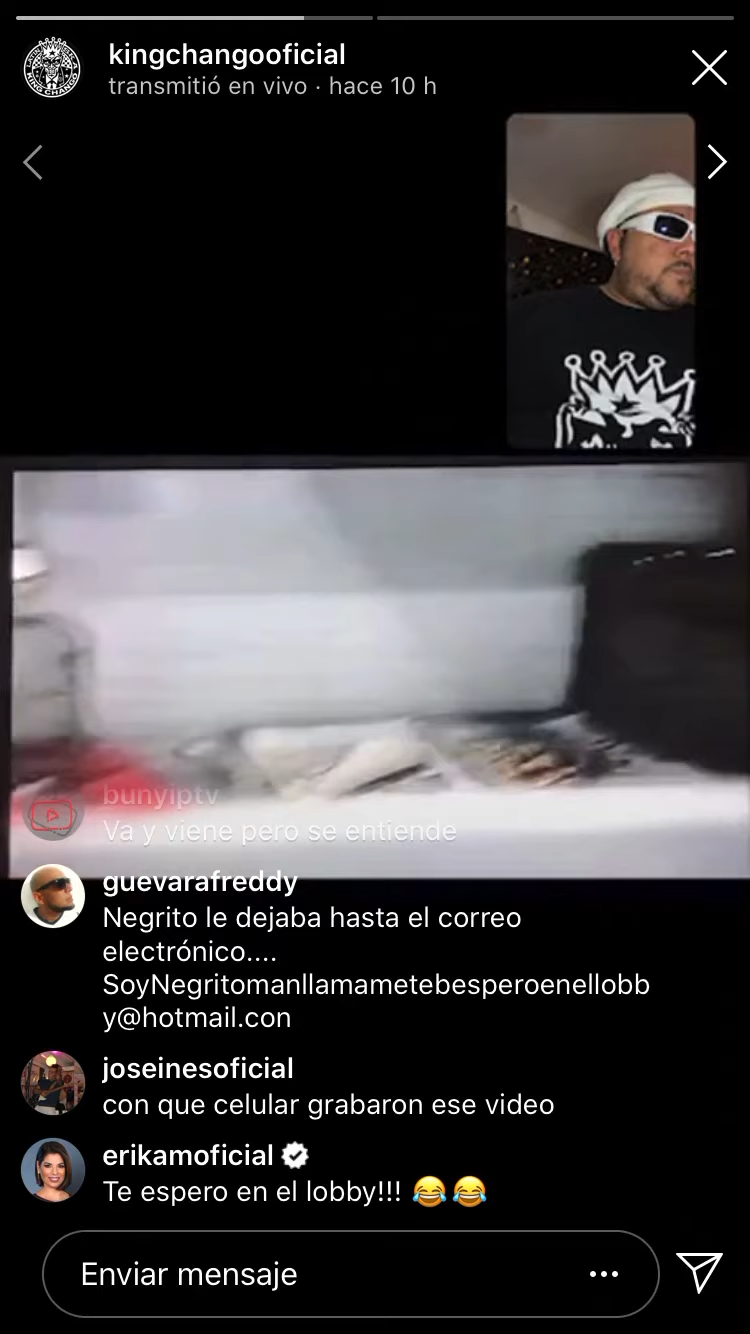 kingchangooficial
transmitió en vivo · hace 10 h
bunyiptv
Va y viene pero se entiende
guevarafreddy
Negrito le dejaba hasta el correo
electrónico....
SoyNegritomanllamametebesperoenellobb
y@hotmail.con
joseinesoficial
con que celular grabaron ese video
erikamoficial
Te espero en el lobby!!! 😂😂
Enviar mensaje